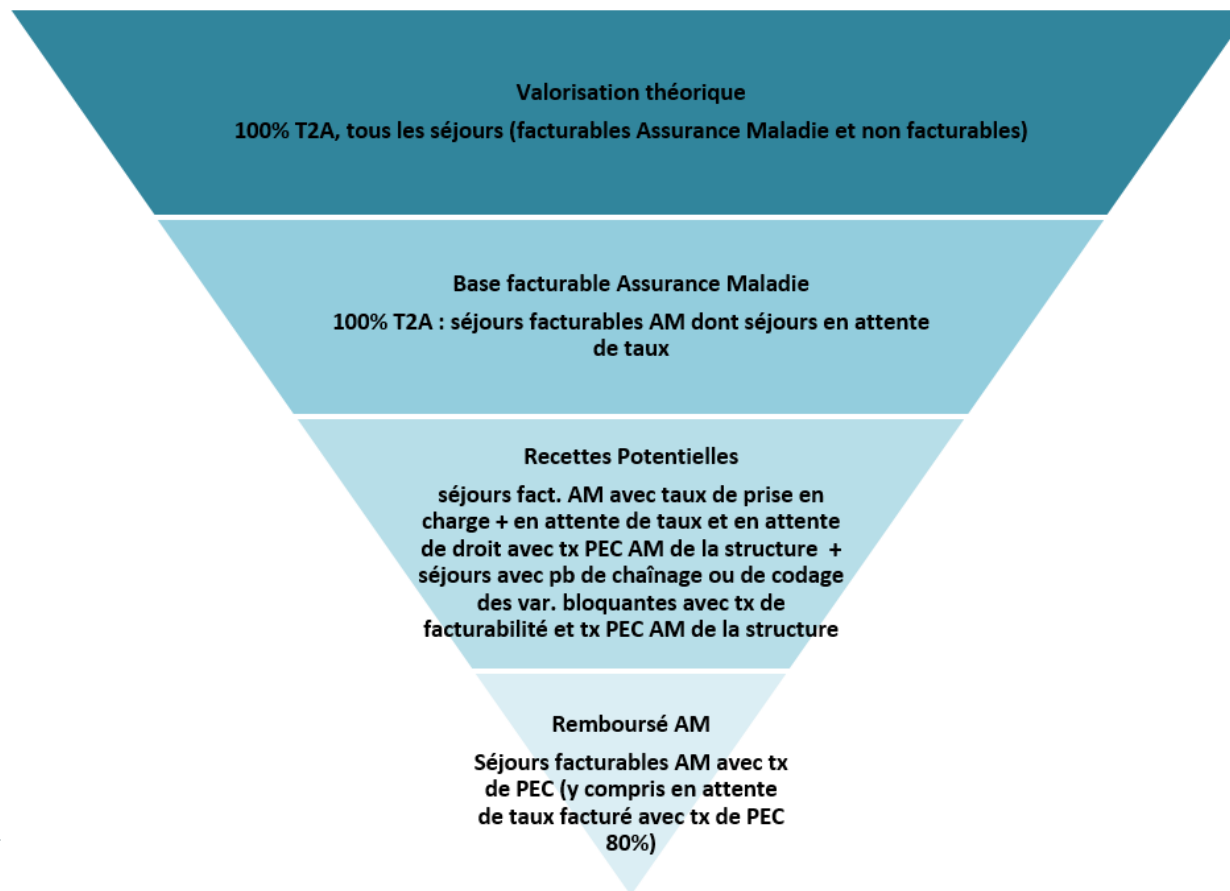 Valorisation théorique
100% T2A, tous les séjours (facturables Assurance Maladie et non facturables)
Base facturable Assurance Maladie
100% T2A : séjours facturables AM dont séjours en attente
de taux
Recettes Potentielles
séjours fact. AM avec taux de prise en
charge + en attente de taux et en attente
de droit avec tx PEC AM de la structure +
séjours avec pb de chaînage ou de codage
des var. bloquantes avec tx de
facturabilité et tx PEC AM de la structure
Remboursé AM
Séjours facturables AM avec tx
de PEC (y compris en attente
de taux facturé avec tx de PEC
80%)